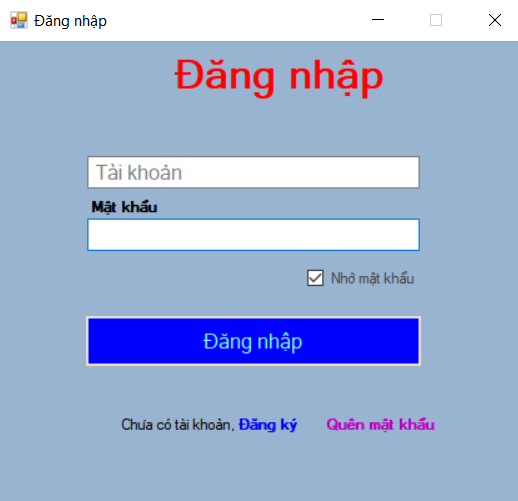 Đăng nhập
Đăng nhập
Tài khoản
Mật khẩu
Nhớ mật khẩu
Đăng nhập
Chưa có tài khoản, Đăng ký Quên mật khẩu